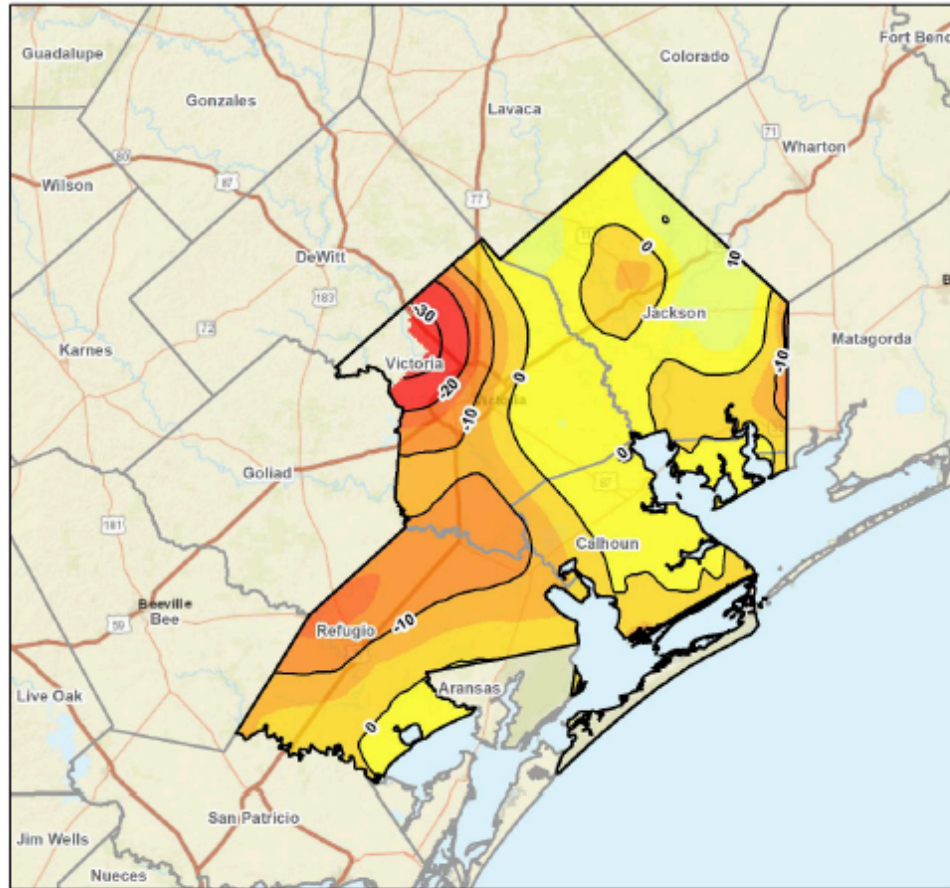 Guadalupe
Gonzales
Colorado
Fort Bend
Lavaca
71
Wharton
80
87
77
Wilson
DeWitt
0
10
183
-30
Jackson
72
Karnes
Victoria
Matagorda
-10
-20
0
Victoria
-10
Goliad
0
87
181
Calhoun
Beeville
Bee
59
Refugio
-10
Live Oak
Aransas
0
San Patricio
Jim Wells
Nueces